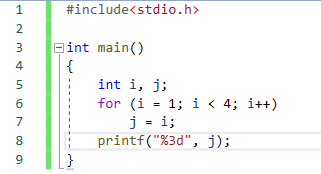 1 #include<stdio.h>
2
3 int main()
4 {
5     int i, j;
6     for (i = 1; i < 4; i++)
7         j = i;
8     printf("%3d", j);
9 }